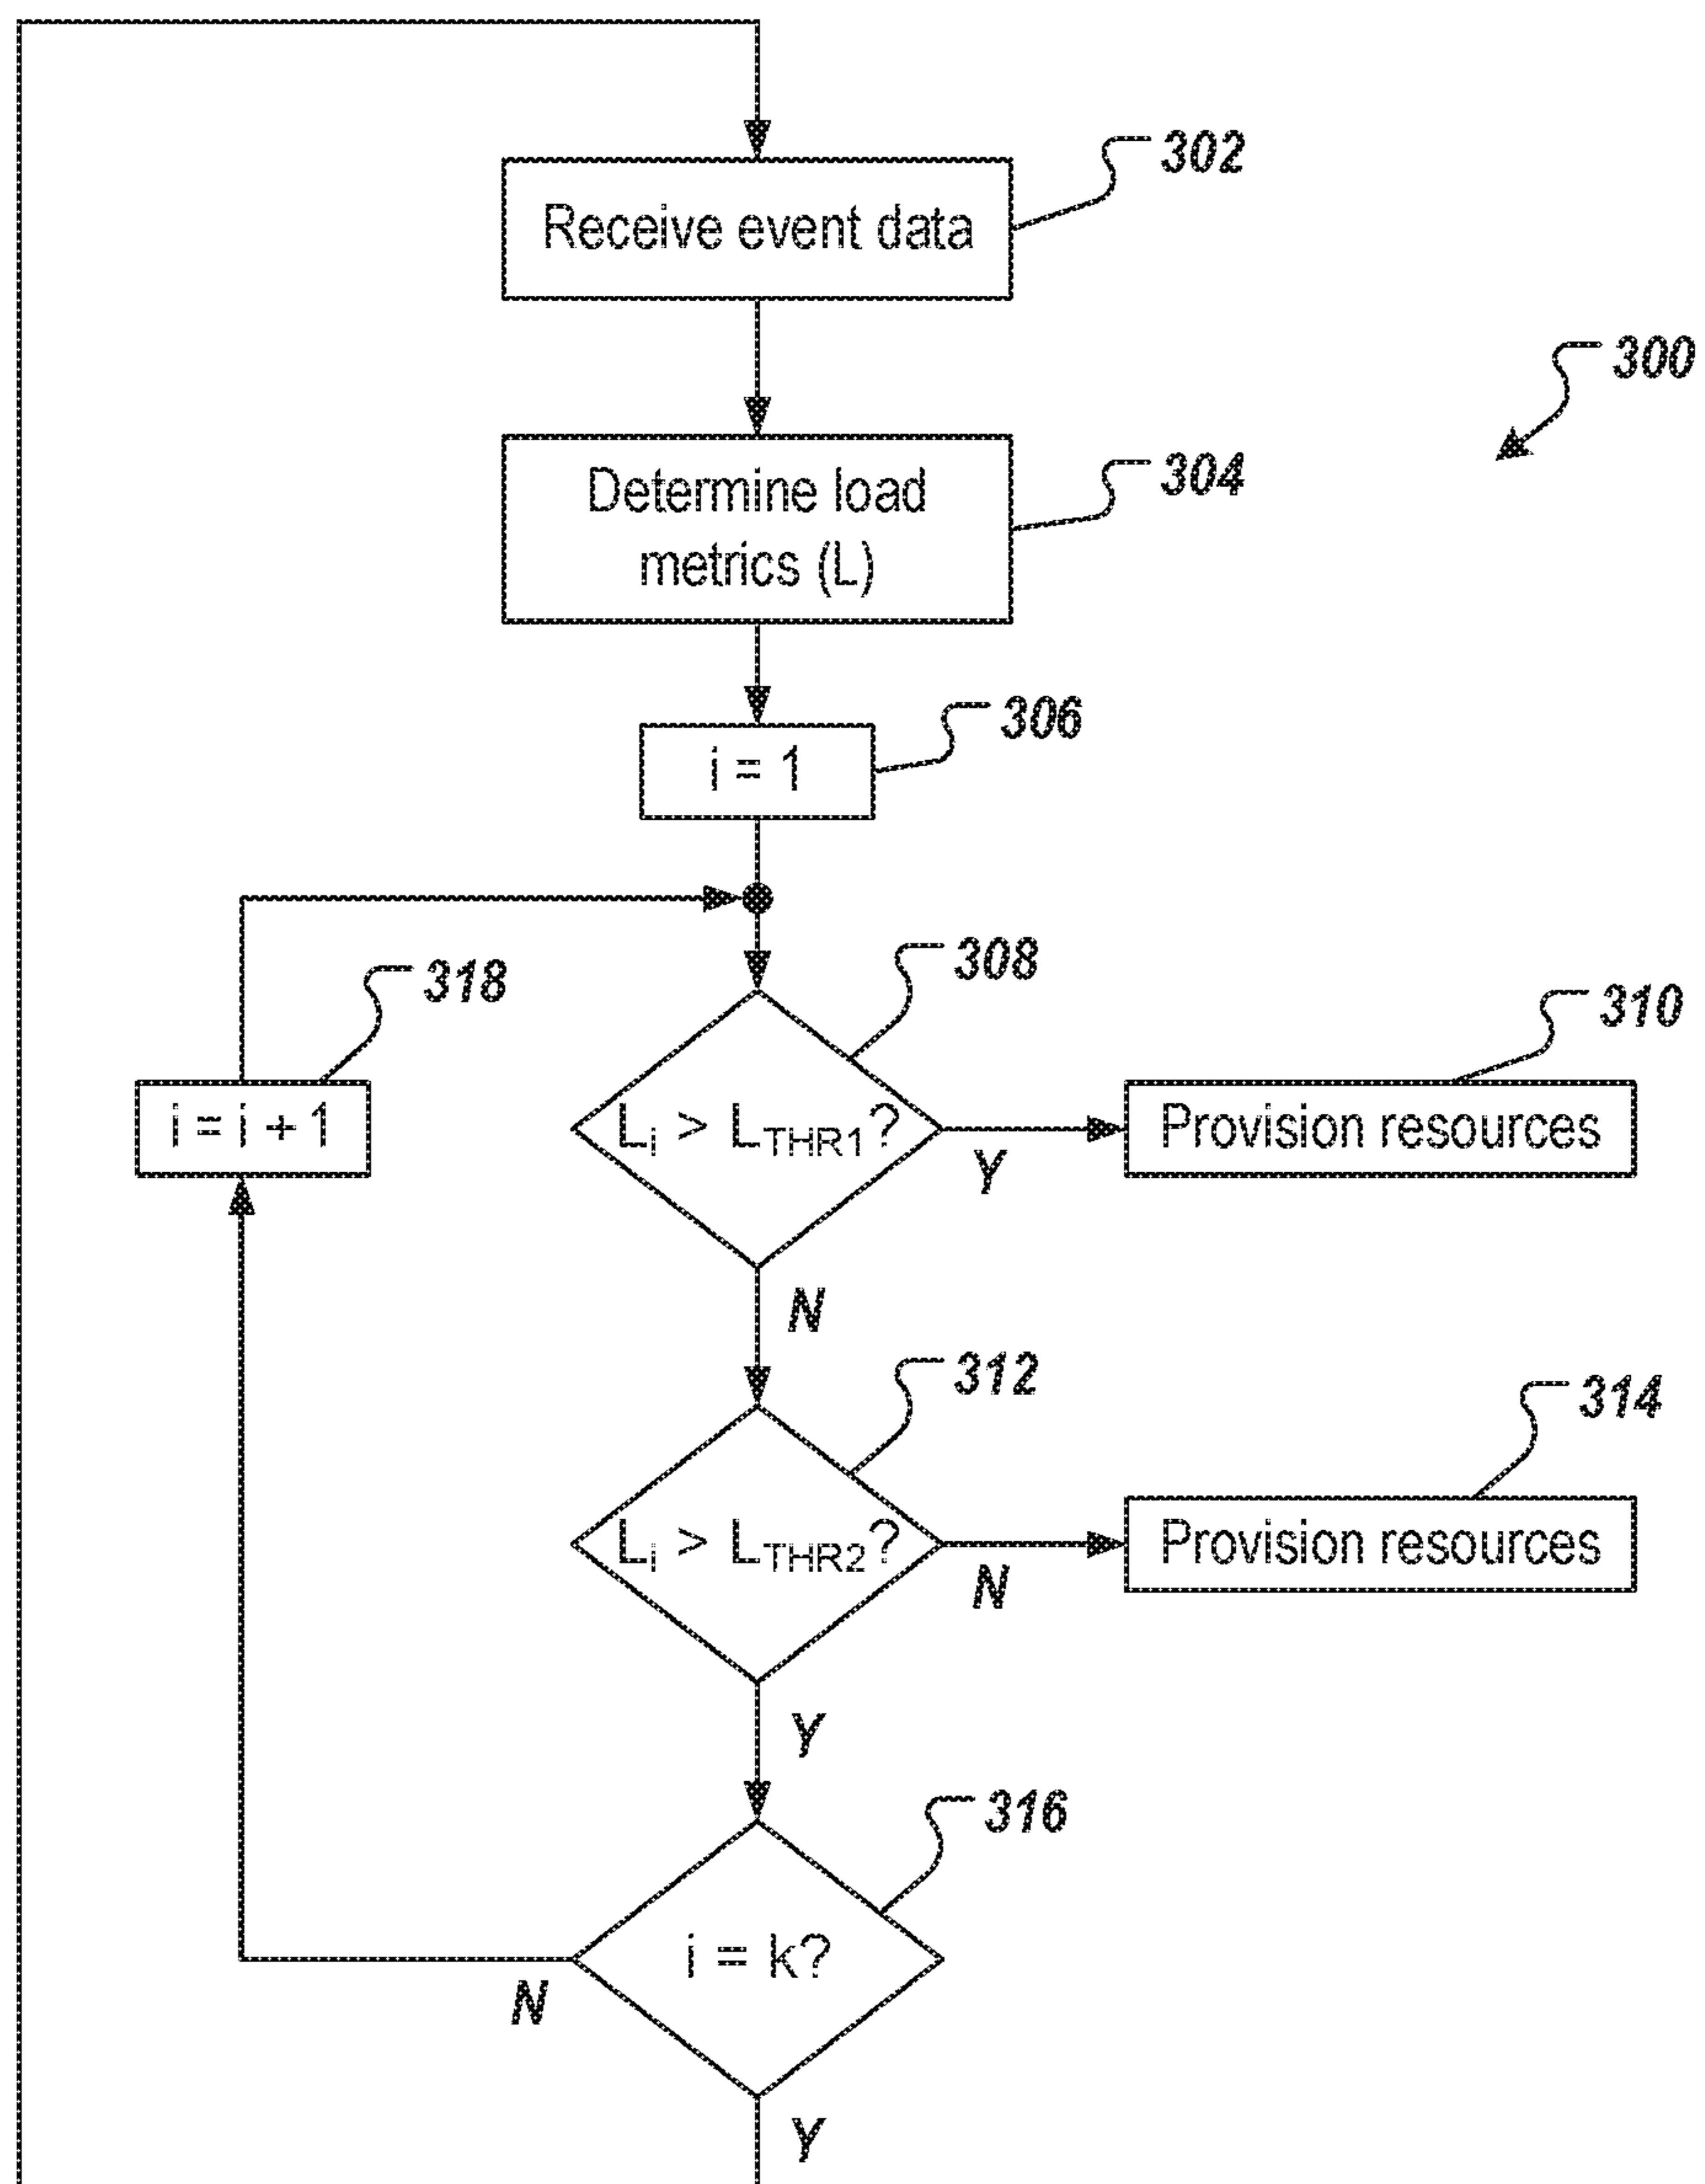 302
Receive event data
300
304
Determine load
metrics (L)
306
i = 1
308
318
310
i = i + 1
Li > LTHR1?
Y
Provision resources
N
312
314
Li > LTHR2?
N
Provision resources
Y
316
i = k?
N
Y